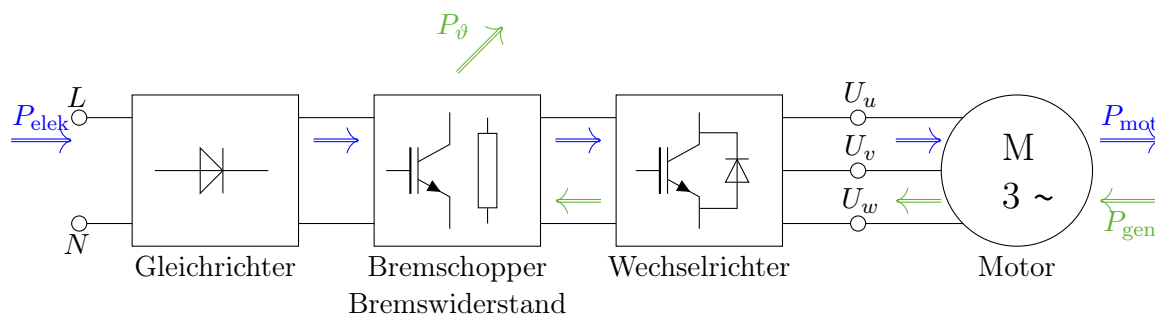 P_ϑ
L
P_elek
N
U_u
U_v
U_w
M
3 ~
P_mot
P_gen
Gleichrichter
Bremschopper
Bremswiderstand
Wechselrichter
Motor